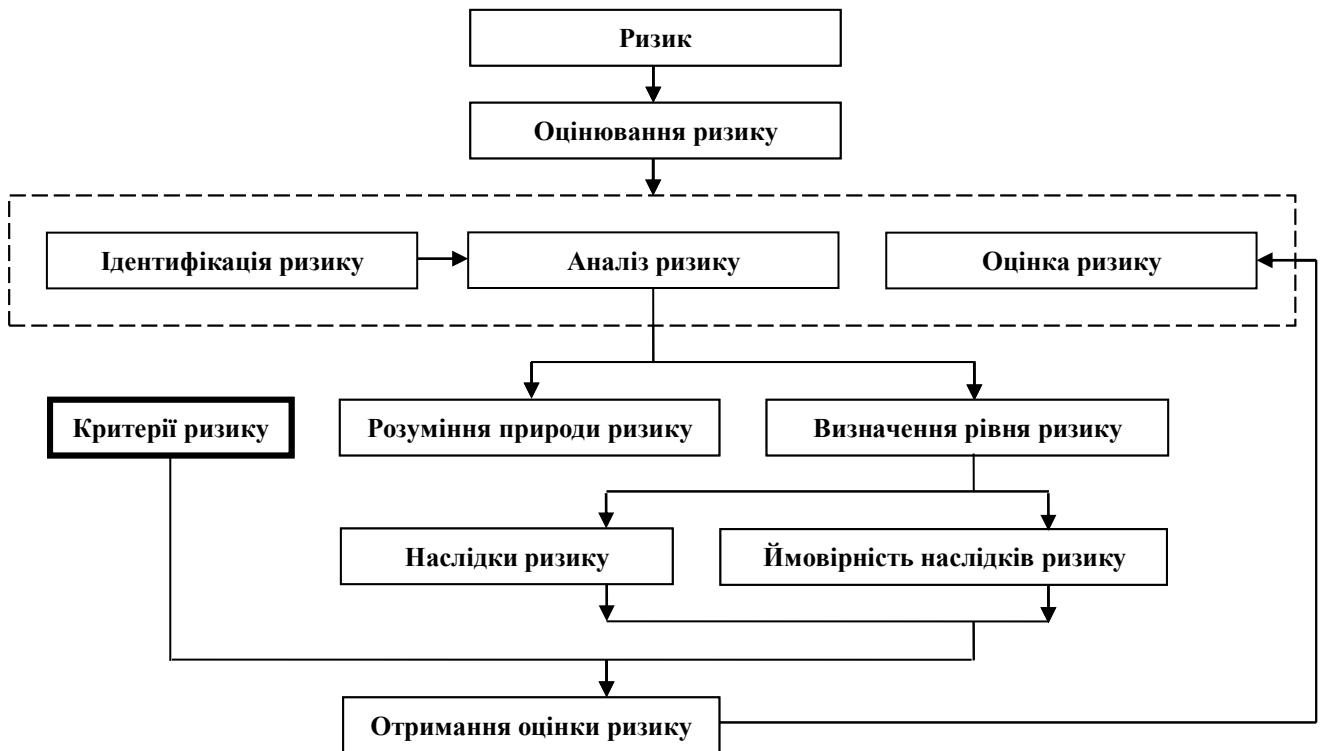 Ризик
Оцінювання ризику
Ідентифікація ризику
Аналіз ризику
Оцінка ризику
Критерії ризику
Розуміння природи ризику
Визначення рівня ризику
Наслідки ризику
Ймовірність наслідків ризику
Отримання оцінки ризику